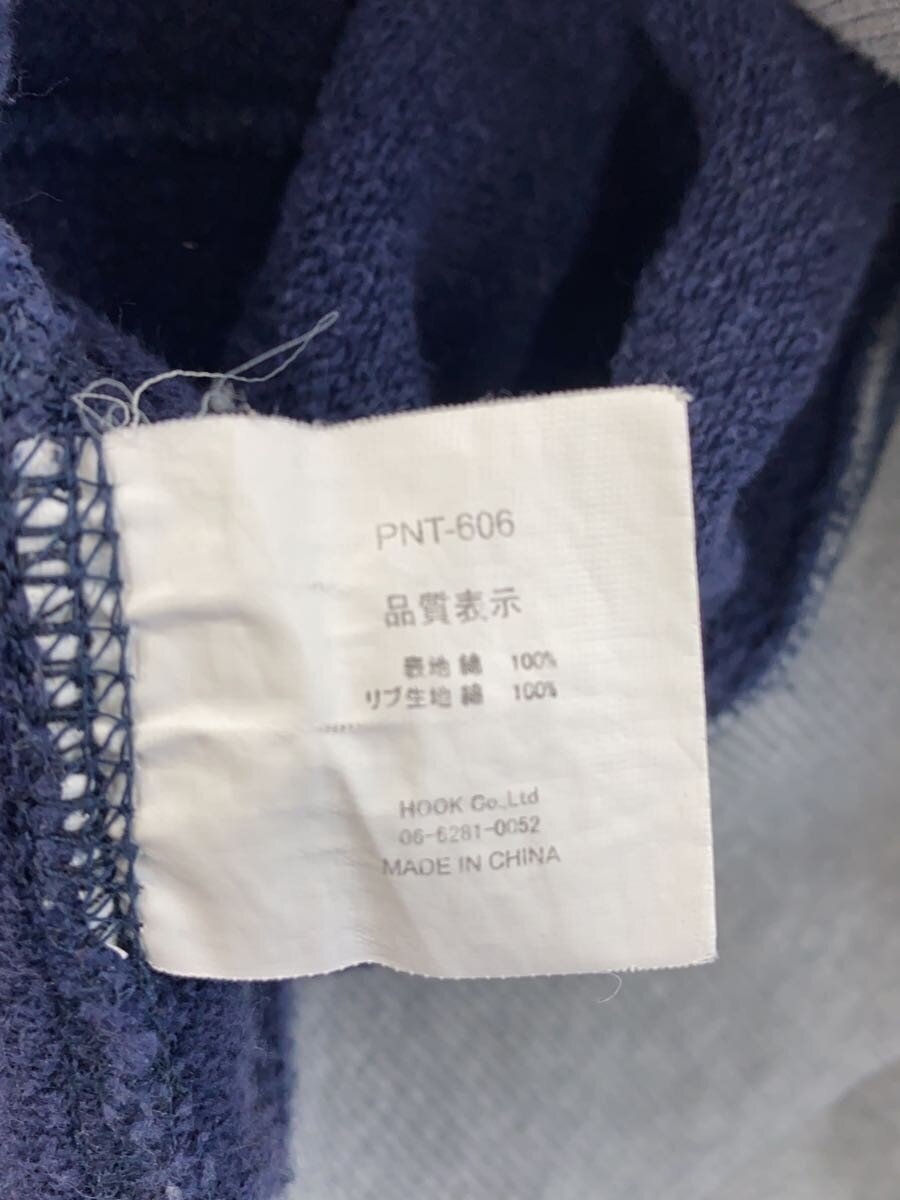 PNT-606
品質表示
表地 綿 100%
リブ生地 綿 100%
HOOK Co.,Ltd
06-6281-0052
MADE IN CHINA